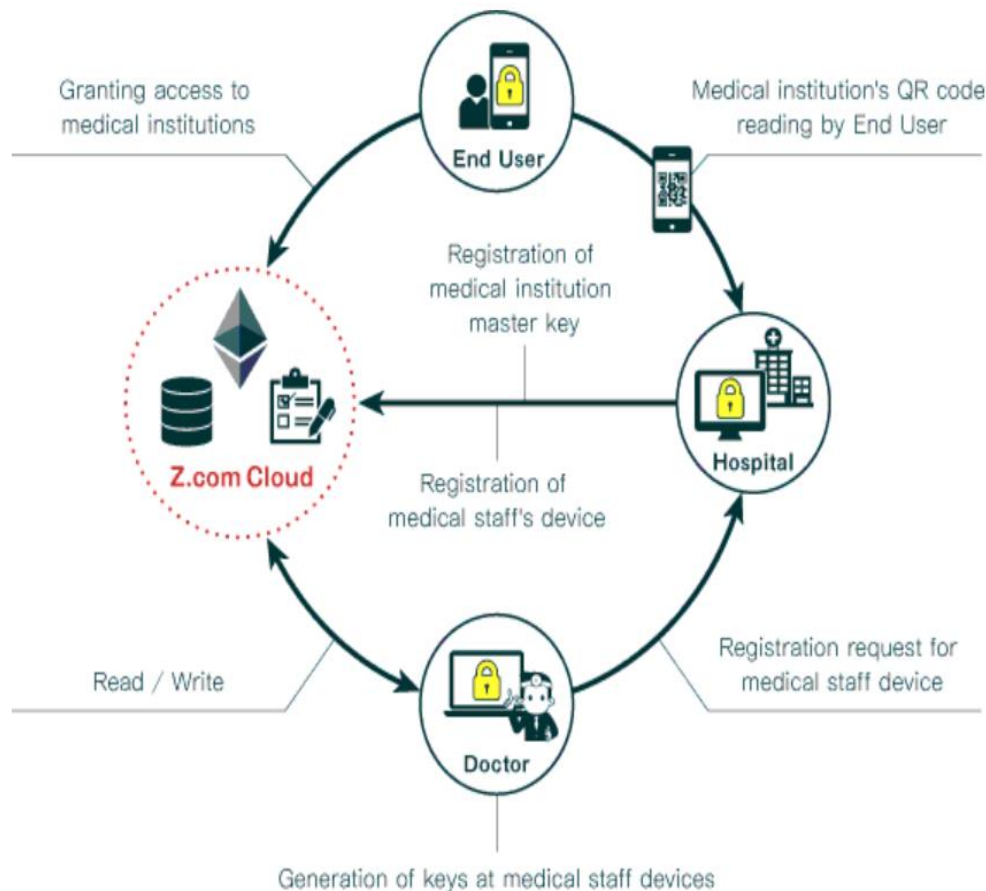 Granting access to
medical institutions
End User
Medical institution's QR code
reading by End User
Registration of
medical institution
master key
Z.com Cloud
Hospital
Registration of
medical staff's device
Read / Write
Doctor
Registration request for
medical staff device
Generation of keys at medical staff devices